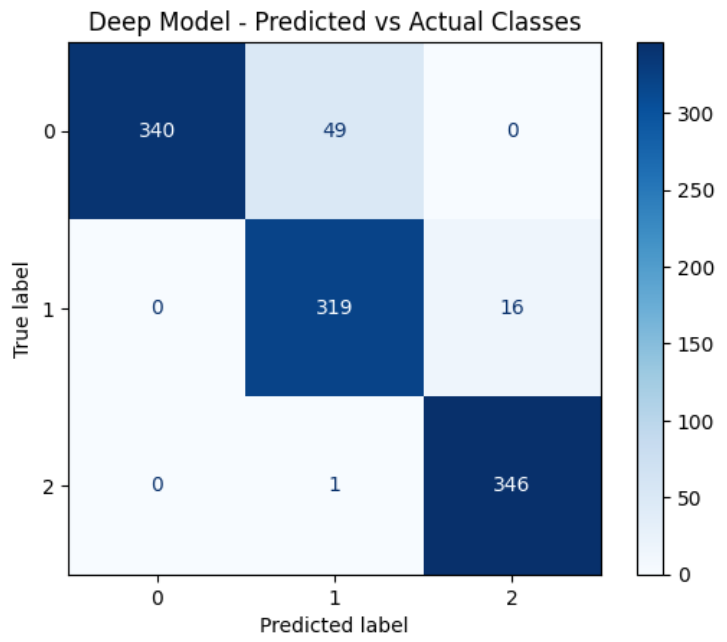 Deep Model - Predicted vs Actual Classes
0 340 49 0
1 0 319 16
2 0 1 346
0 1 2
Predicted label
True label
300
250
200
150
100
50
0